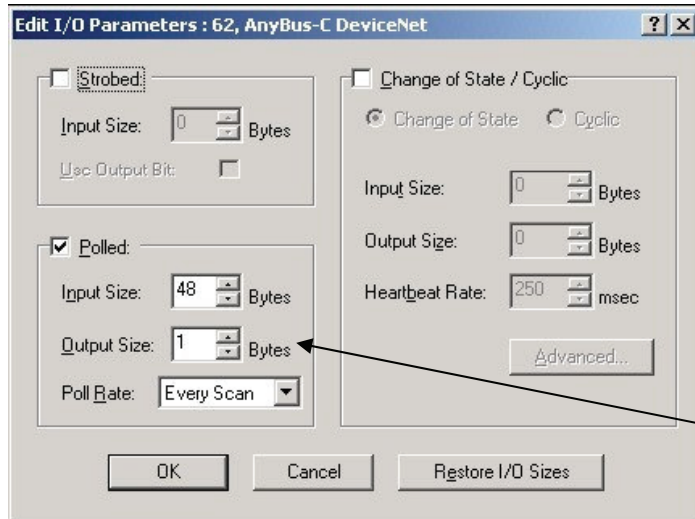 Edit I/O Parameters : 62, AnyBus-C DeviceNet
Strobed:
Input Size: 0 Bytes
Use Output Bit:
Polled:
Input Size: 48 Bytes
Output Size: 1 Bytes
Poll Rate: Every Scan
Change of State / Cyclic
Change of State Cyclic
Input Size: 0 Bytes
Output Size: 0 Bytes
Heartbeat Rate: 250 msec
Advanced...
OK Cancel Restore I/O Sizes